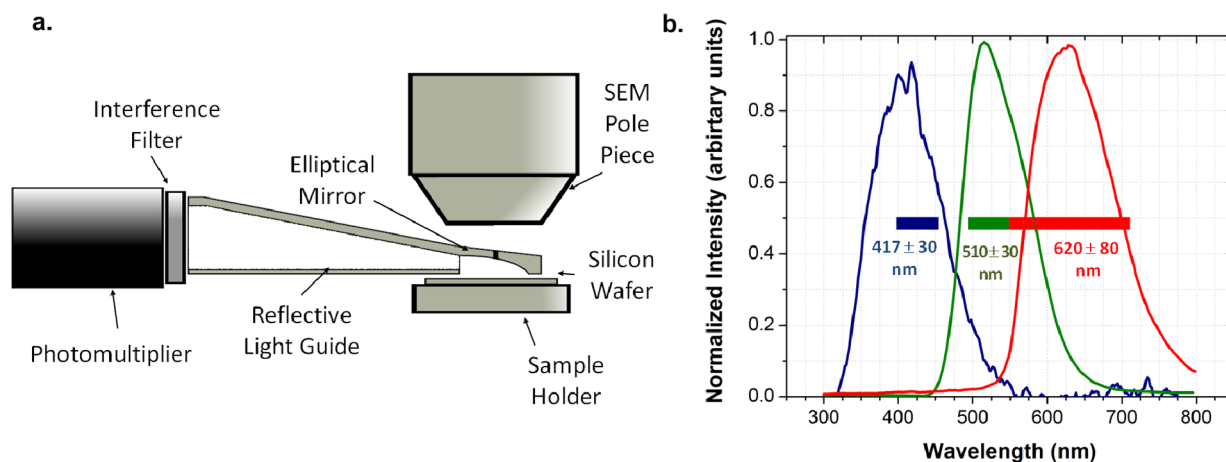 a.
Interference
Filter
Elliptical
Mirror
SEM
Pole
Piece
Silicon
Wafer
Photomultiplier
Reflective
Light Guide
Sample
Holder
b.
Normalized Intensity (arbirtary units)
1.0
0.8
0.6
0.4
0.2
0.0
417±30
nm
510±30
nm
620±80
nm
300 400 500 600 700 800
Wavelength (nm)